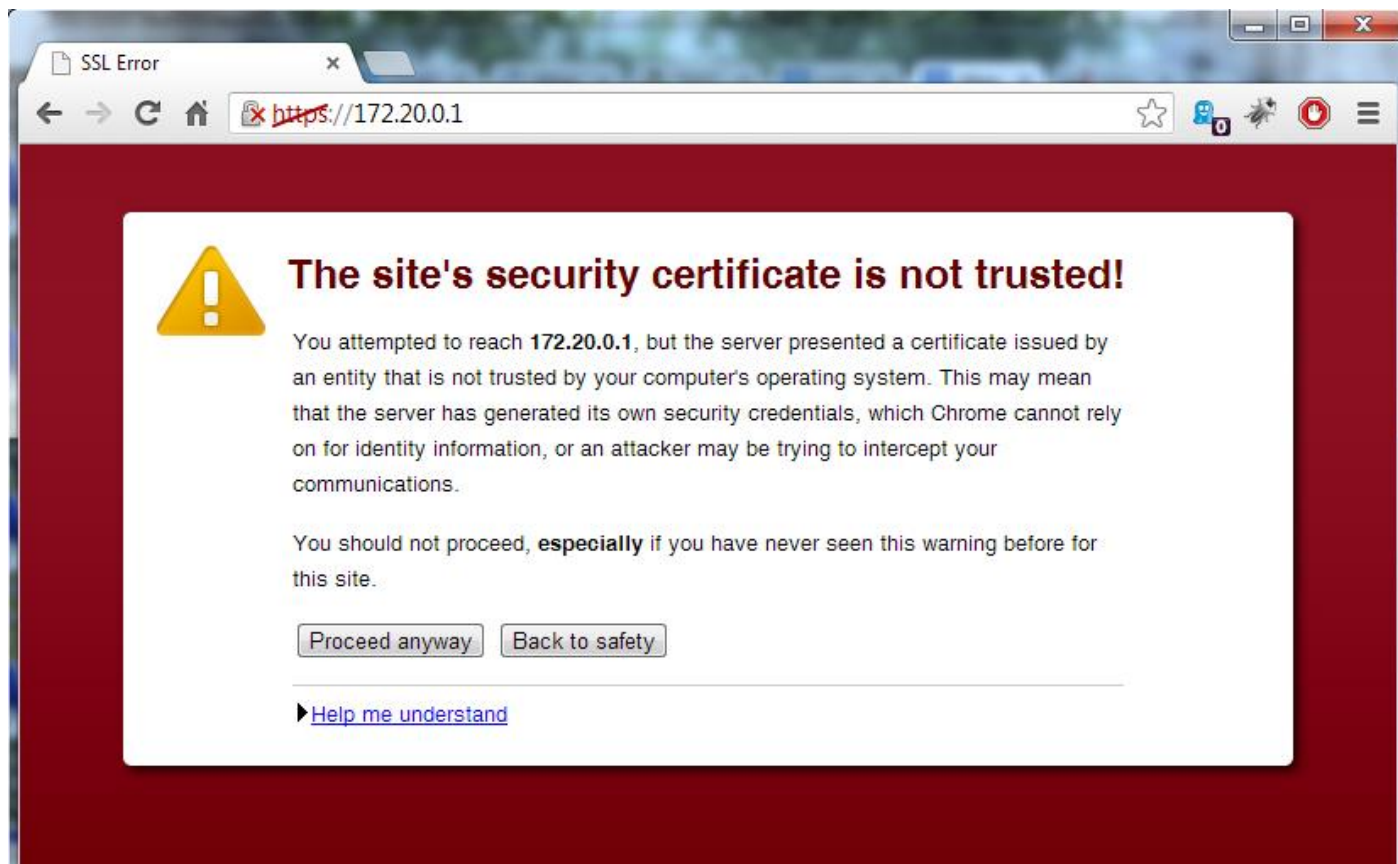 SSL Error
https://172.20.0.1
0
The site's security certificate is not trusted!
You attempted to reach 172.20.0.1, but the server presented a certificate issued by
an entity that is not trusted by your computer's operating system. This may mean
that the server has generated its own security credentials, which Chrome cannot rely
on for identity information, or an attacker may be trying to intercept your
communications.
You should not proceed, especially if you have never seen this warning before for
this site.
Proceed anyway Back to safety
Help me understand